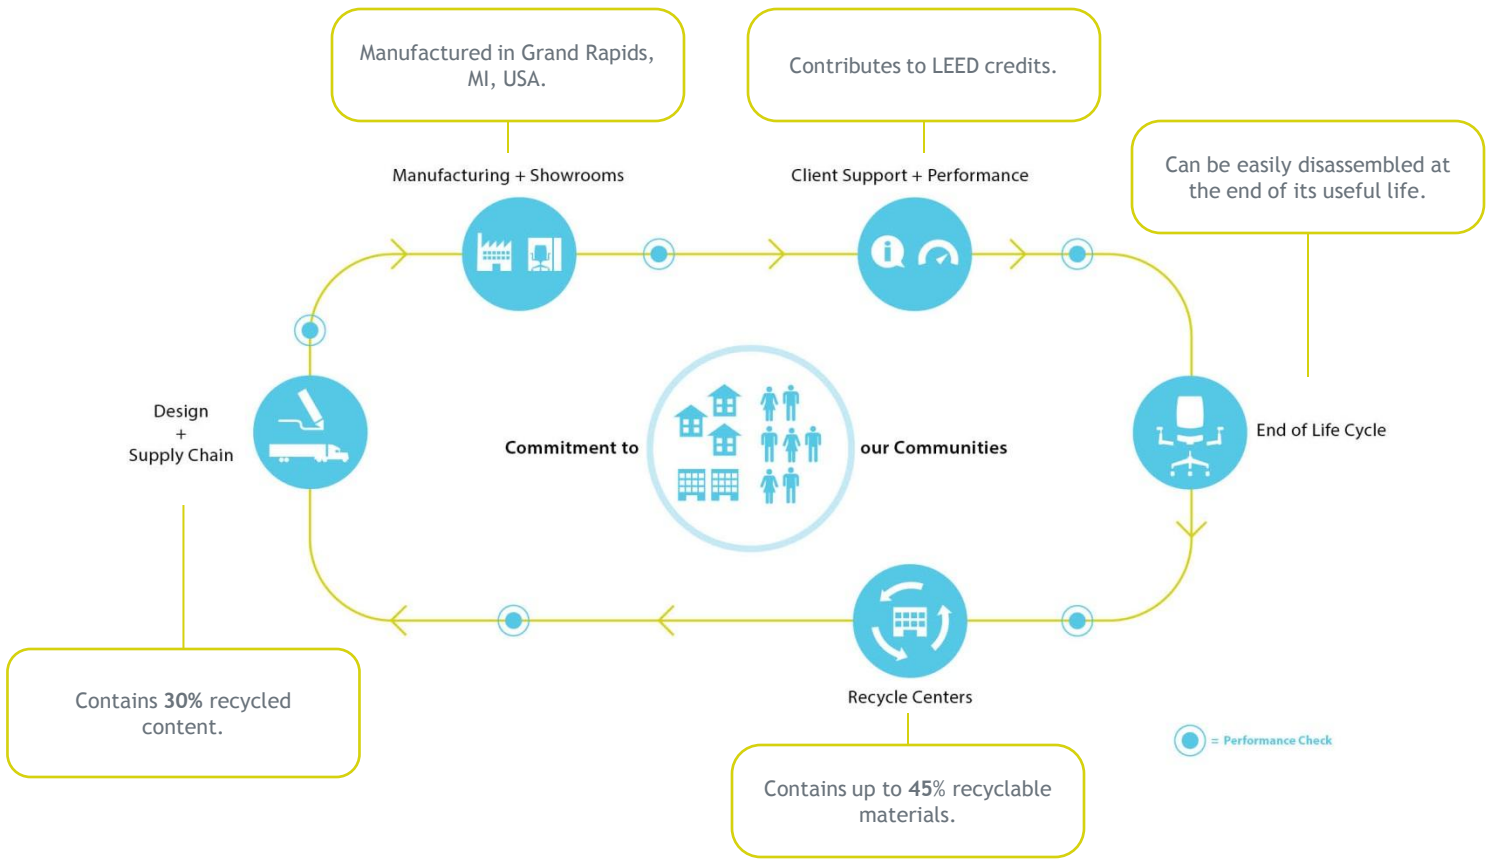 Manufactured in Grand Rapids,
MI, USA.
Contributes to LEED credits.
Can be easily disassembled at
the end of its useful life.
Manufacturing + Showrooms
Client Support + Performance
Design
+
Supply Chain
Commitment to
our Communities
End of Life Cycle
Recycle Centers
Contains 30% recycled
content.
= Performance Check
Contains up to 45% recyclable
materials.